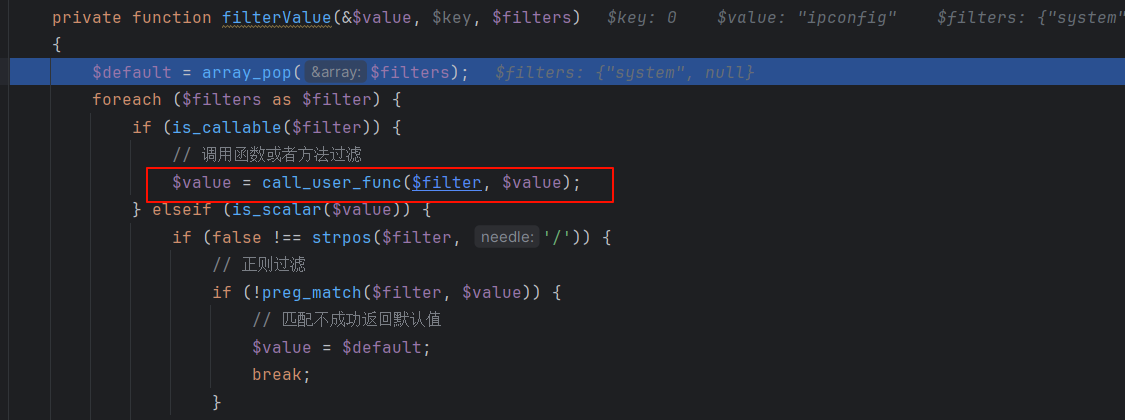 private function filterValue(&$value, $key, $filters)   $key: 0   $value: "ipconfig"   $filters: {"system"
{
    $default = array_pop( &array: $filters);   $filters: {"system", null}
    foreach ($filters as $filter) {
        if (is_callable($filter)) {
            // 调用函数或者方法过滤
            $value = call_user_func($filter, $value);
        } elseif (is_scalar($value)) {
            if (false !== strpos($filter, needle: '/')) {
                // 正则过滤
                if (!preg_match($filter, $value)) {
                    // 匹配不成功返回默认值
                    $value = $default;
                    break;
                }